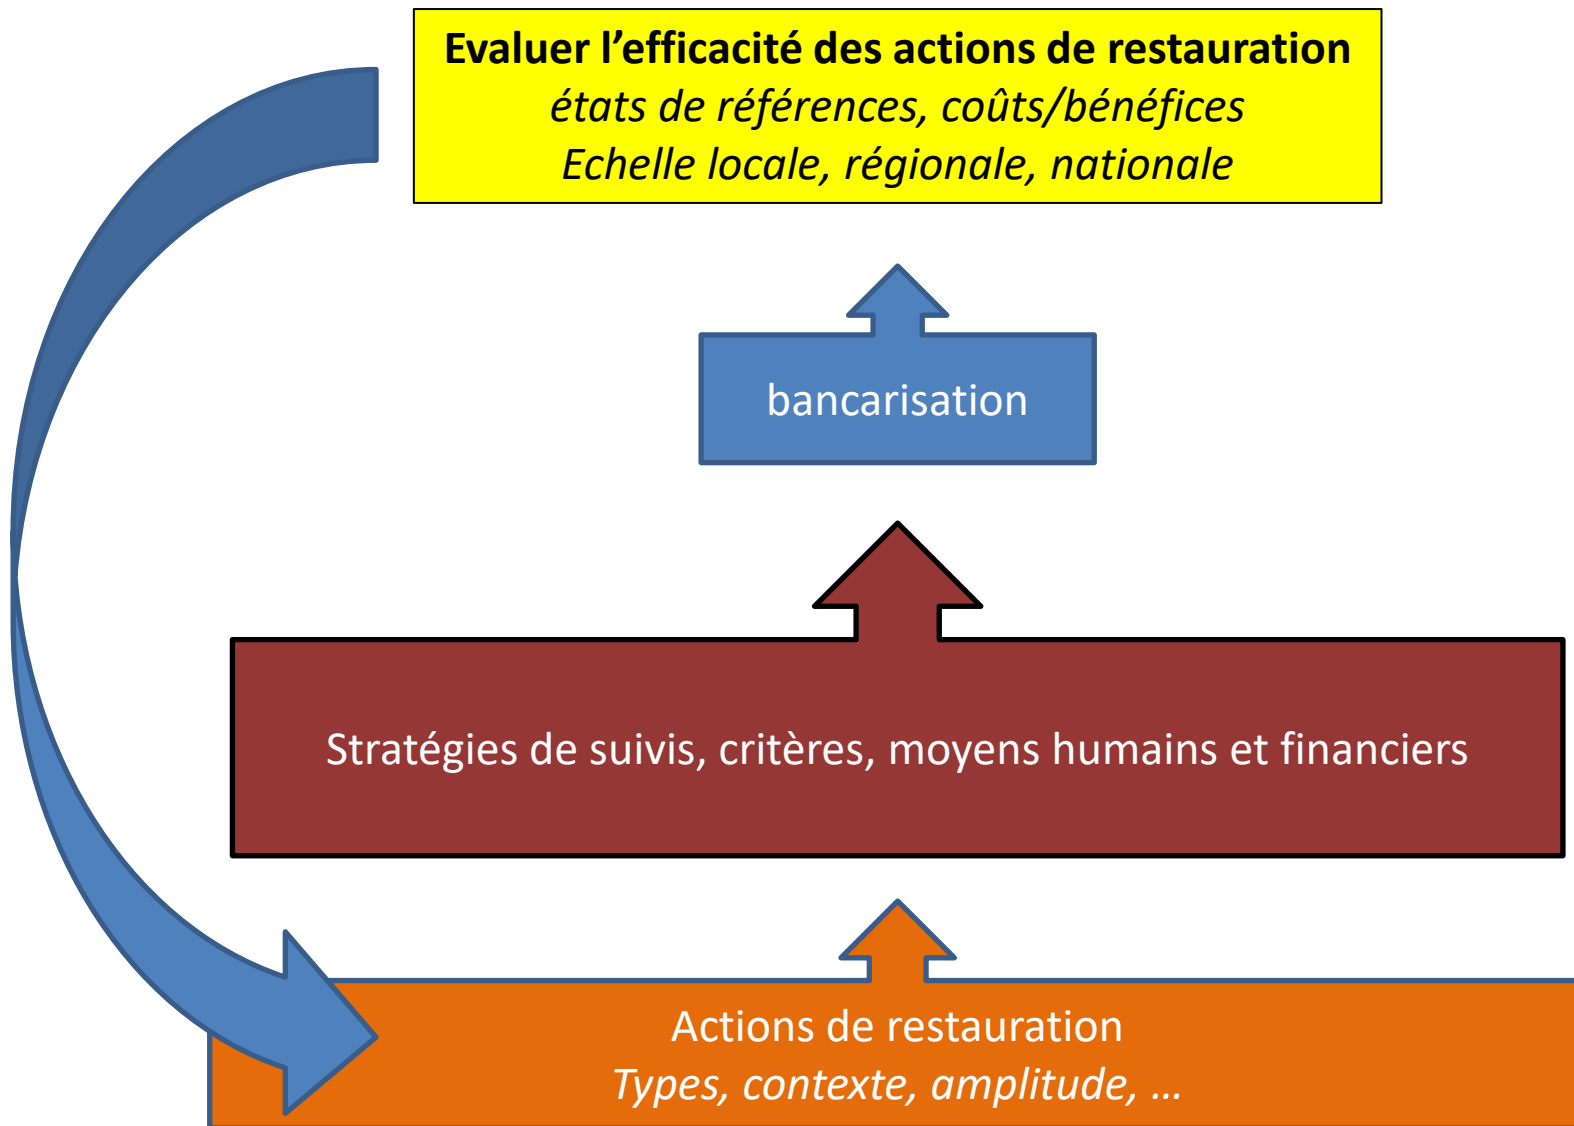 Evaluer l’efficacité des actions de restauration
états de références, coûts/bénéfices
Echelle locale, régionale, nationale
bancarisation
Stratégies de suivis, critères, moyens humains et financiers
Actions de restauration
Types, contexte, amplitude, …